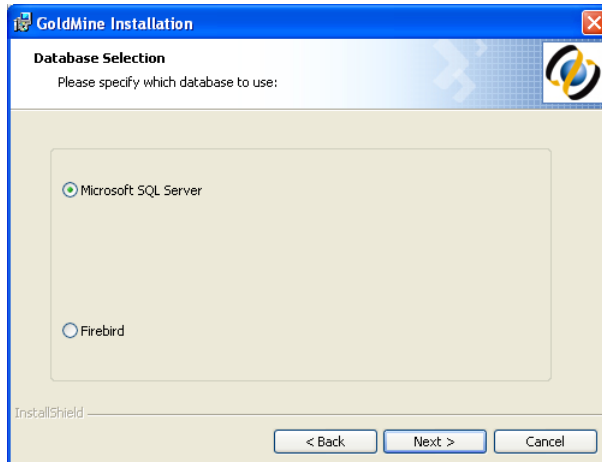 GoldMine Installation
Database Selection
Please specify which database to use:
Microsoft SQL Server
Firebird
InstallShield
< Back
Next >
Cancel